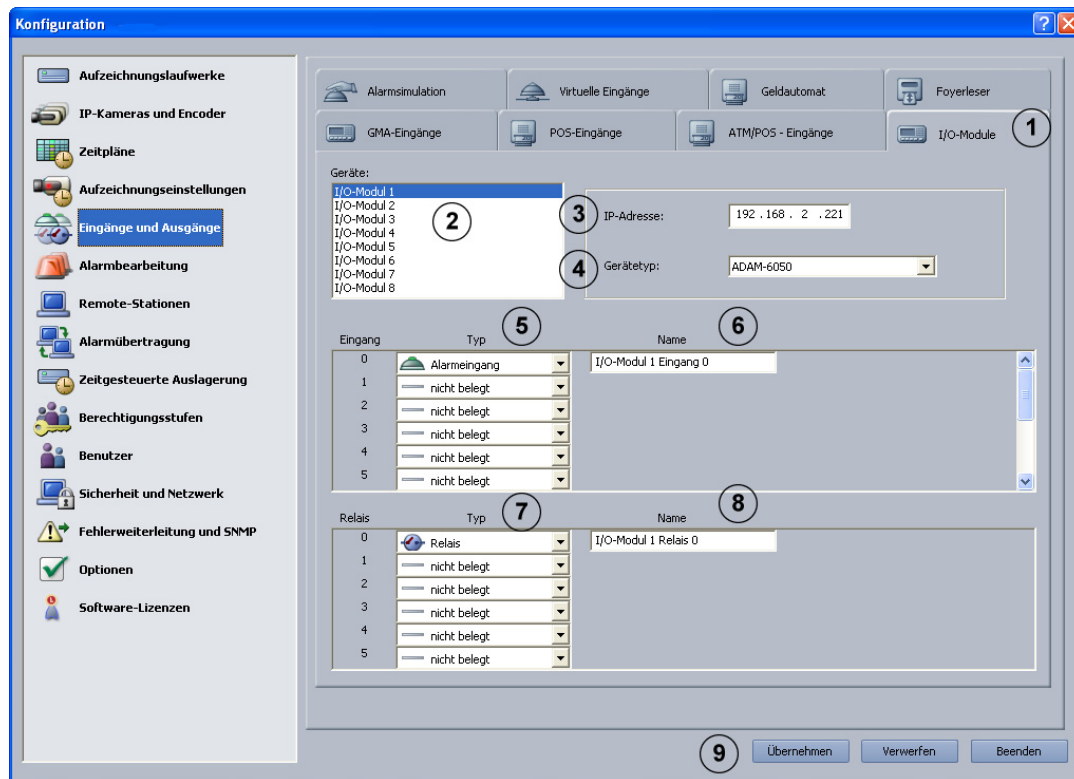 Konfiguration
Aufzeichnungslaufwerke
IP-Kameras und Encoder
Zeitpläne
Aufzeichnungseinstellungen
Eingänge und Ausgänge
Alarmbearbeitung
Remote-Stationen
Alarmübertragung
Zeitgesteuerte Auslagerung
Berechtigungsstufen
Benutzer
Sicherheit und Netzwerk
Fehlerweiterleitung und SNMP
Optionen
Software-Lizenzen
Alarmsimulation
Virtuelle Eingänge
Geldautomat
Foyerleser
GMA-Eingänge
POS-Eingänge
ATM/POS - Eingänge
I/O-Module
1
Geräte:
I/O-Modul 1
I/O-Modul 2
I/O-Modul 3
I/O-Modul 4
I/O-Modul 5
I/O-Modul 6
I/O-Modul 7
I/O-Modul 8
2
3
IP-Adresse:
192 .168 . 2 .221
4
Gerätetyp:
ADAM-6050
5
6
Eingang Typ Name
0 Alarmeingang I/O-Modul 1 Eingang 0
1 nicht belegt
2 nicht belegt
3 nicht belegt
4 nicht belegt
5 nicht belegt
7
8
Relais Typ Name
0 Relais I/O-Modul 1 Relais 0
1 nicht belegt
2 nicht belegt
3 nicht belegt
4 nicht belegt
5 nicht belegt
9
Übernehmen
Verwerfen
Beenden